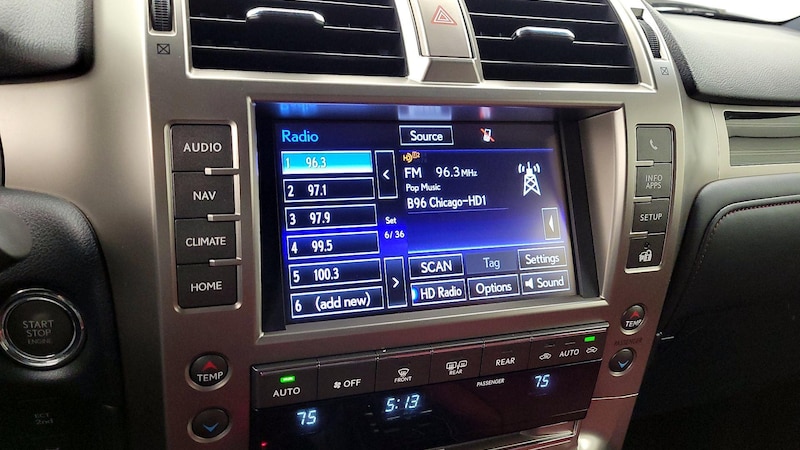 Radio
Source
AUDIO
NAV
CLIMATE
HOME
1 96.3
2 97.1
3 97.9
4 99.5
5 100.3
6 (add new)
Set
6/36
FM 96.3 MHz
Pop Music
B96 Chicago-HD1
SCAN
Tag
Settings
HD Radio
Options
Sound
INFO
APPS
SETUP
START
STOP
ENGINE
TEMP
AUTO
OFF
FRONT
REAR
PASSENGER
REAR
AUTO
TEMP
PASSENGER
75
5:13
75
ECT